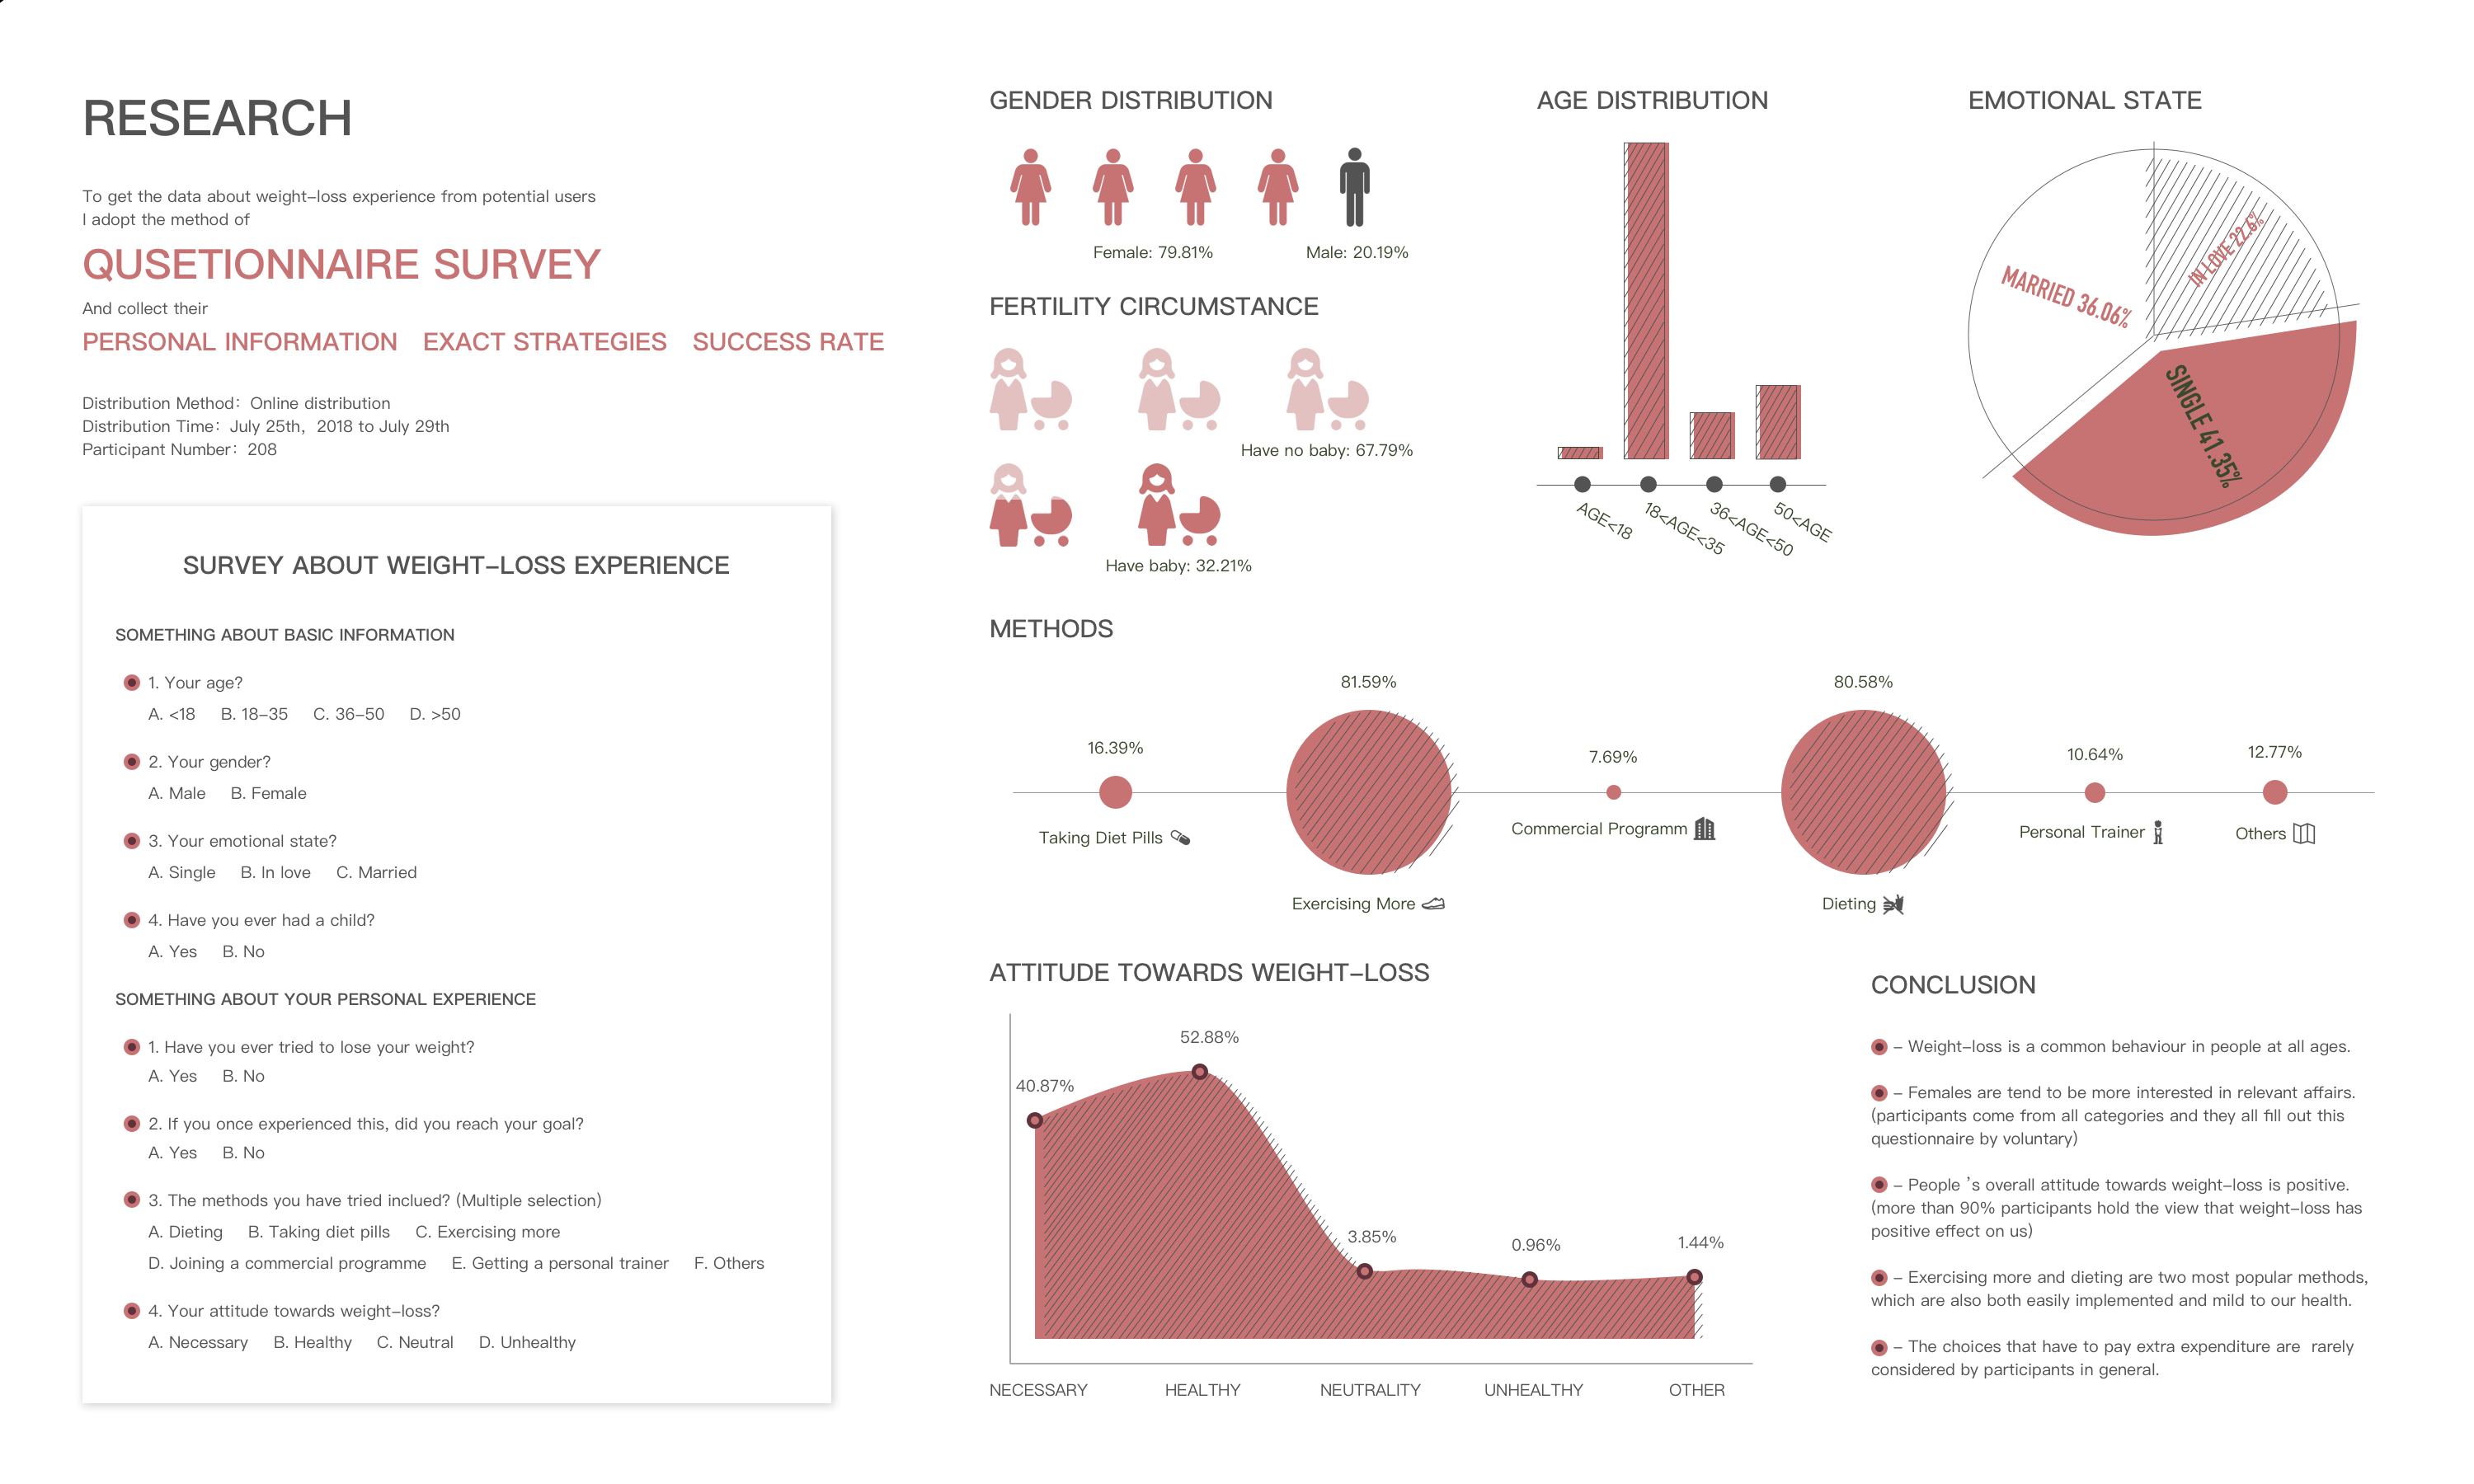 RESEARCH
To get the data about weight-loss experience from potential users
I adopt the method of
QUSETIONNAIRE SURVEY
And collect their
PERSONAL INFORMATION EXACT STRATEGIES SUCCESS RATE
Distribution Method: Online distribution
Distribution Time: July 25th, 2018 to July 29th
Participant Number: 208
SURVEY ABOUT WEIGHT-LOSS EXPERIENCE
SOMETHING ABOUT BASIC INFORMATION
1. Your age?
A. <18 B. 18-35 C. 36-50 D. >50
2. Your gender?
A. Male B. Female
3. Your emotional state?
A. Single B. In love C. Married
4. Have you ever had a child?
A. Yes B. No
SOMETHING ABOUT YOUR PERSONAL EXPERIENCE
1. Have you ever tried to lose your weight?
A. Yes B. No
2. If you once experienced this, did you reach your goal?
A. Yes B. No
3. The methods you have tried inclued? (Multiple selection)
A. Dieting B. Taking diet pills C. Exercising more
D. Joining a commercial programme E. Getting a personal trainer F. Others
4. Your attitude towards weight-loss?
A. Necessary B. Healthy C. Neutral D. Unhealthy
GENDER DISTRIBUTION
Female: 79.81% Male: 20.19%
FERTILITY CIRCUMSTANCE
Have no baby: 67.79%
Have baby: 32.21%
AGE DISTRIBUTION
AGE<18
18<AGE<35
36<AGE<50
50<AGE
EMOTIONAL STATE
IN LOVE 22.6%
MARRIED 36.06%
SINGLE 41.35%
METHODS
16.39%
Taking Diet Pills
81.59%
Exercising More
7.69%
Commercial Programm
80.58%
Dieting
10.64%
Personal Trainer
12.77%
Others
ATTITUDE TOWARDS WEIGHT-LOSS
40.87%
52.88%
3.85%
0.96%
1.44%
NECESSARY HEALTHY NEUTRALITY UNHEALTHY OTHER
CONCLUSION
- Weight-loss is a common behaviour in people at all ages.
- Females are tend to be more interested in relevant affairs.
(participants come from all categories and they all fill out this
questionnaire by voluntary)
- People 's overall attitude towards weight-loss is positive.
(more than 90% participants hold the view that weight-loss has
positive effect on us)
- Exercising more and dieting are two most popular methods,
which are also both easily implemented and mild to our health.
- The choices that have to pay extra expenditure are rarely
considered by participants in general.